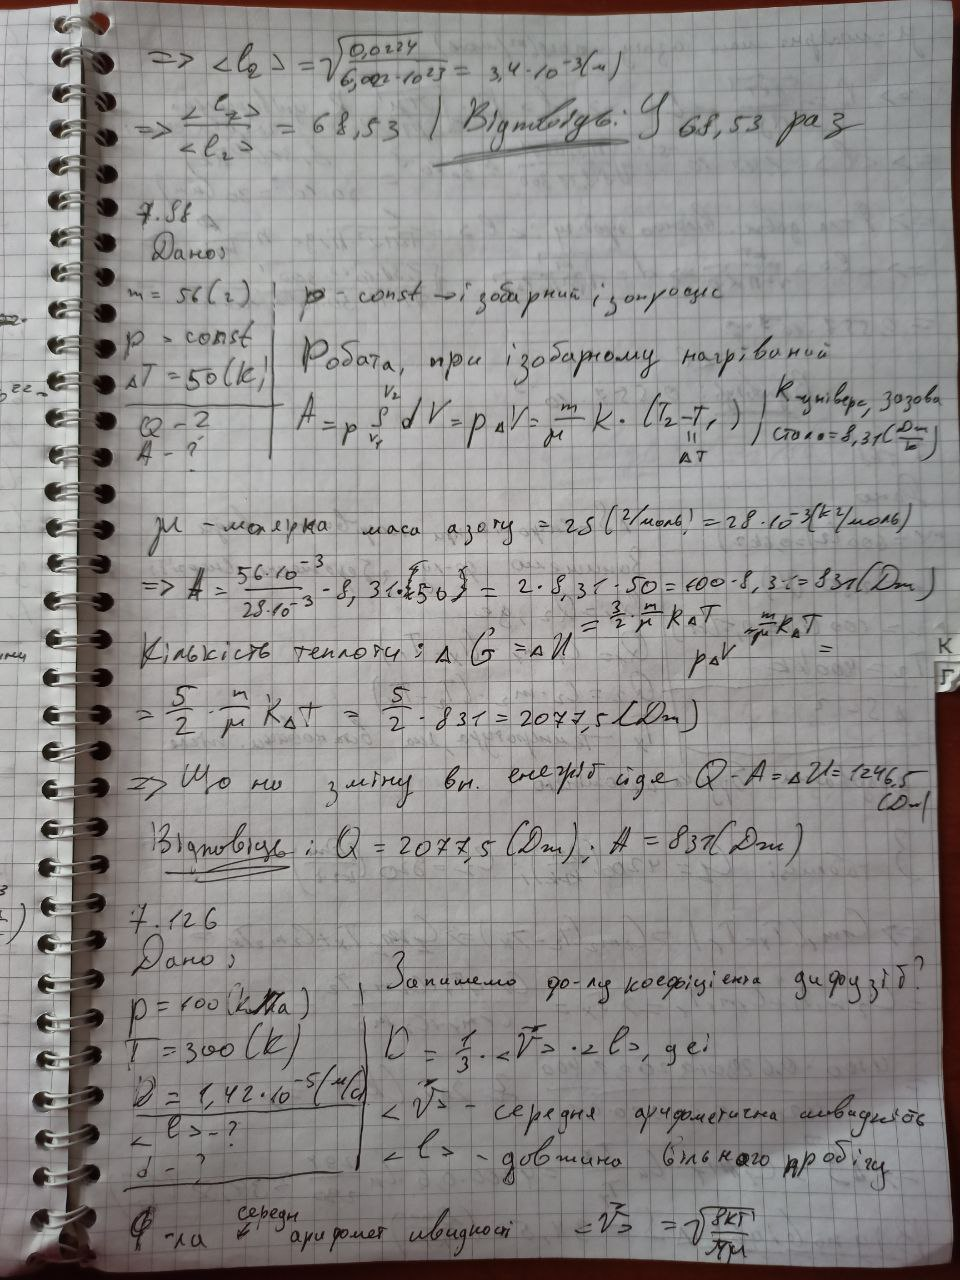 => <l₂> = √(0,0224/6,002·10²³) = 3,4·10⁻³(м)
=> <l₂>/<l₂> = 68,53 | Відповідь: У 68,53 раз
7.98
Дано:
m = 56(г) | p - const → ізобарний ізопроцес
p = const
ΔT = 50(К)
Робота, при ізобарному нагріванні
Q - ?
A - ?
A = p ∫ᵥ₁ⱽ² dV = pΔV = m/μ R · (T₂-T₁) | R - універс, газова
ΔT
стала = 8,31(Дж/К)
μ - молярна маса азоту = 28(г/моль) = 28·10⁻³(кг/моль)
=> A = 56·10⁻³/28·10⁻³ · 8,31·{50} = 2·8,31·50 = 100·8,31 = 831(Дж)
Кількість теплоти: ΔQ = ΔU = 3/2 · m/μ RΔT pΔV = m/μ RΔT =
= 5/2 · m/μ RΔT = 5/2 · 831 = 2077,5(Дж)
=> Що на зміну вн. енергії йде Q - A = ΔU = 1246,5 (Дж)
Відповідь: Q = 2077,5(Дж); A = 831(Дж)
7.126
Дано:
p = 100(кПа)
T = 300(К)
D = 1,42·10⁻⁵(м/с)
<l> - ?
d - ?
Запишемо ф-лу коефіцієнта дифузії:
D = 1/3 · <V> · <l>, де:
<V> - середня арифметична швидкість
<l> - довжина вільного пробігу
Ф-ла середн арифмет швидкості <V> = √(8кТ/πμ)
К
Г